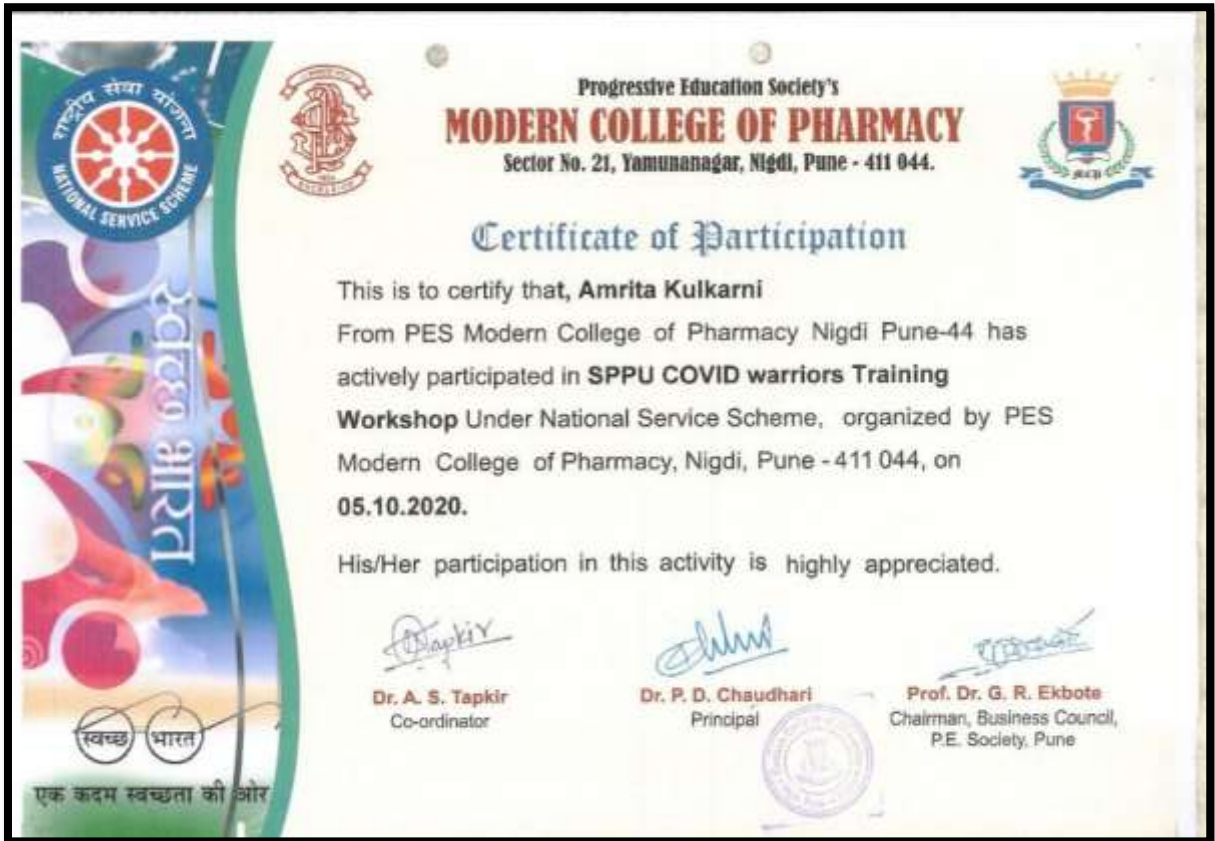 राष्ट्रीय सेवा योजना
NATIONAL SERVICE SCHEME
Progressive Education Society's
MODERN COLLEGE OF PHARMACY
Sector No. 21, Yamunanagar, Nigdi, Pune - 411 044.
Certificate of Participation
This is to certify that, Amrita Kulkarni
From PES Modern College of Pharmacy Nigdi Pune-44 has
actively participated in SPPU COVID warriors Training
Workshop Under National Service Scheme, organized by PES
Modern College of Pharmacy, Nigdi, Pune - 411 044, on
05.10.2020.
His/Her participation in this activity is highly appreciated.
Tapkir
Dr. A. S. Tapkir
Co-ordinator
Dr. P. D. Chaudhari
Principal
Prof. Dr. G. R. Ekbote
Chairman, Business Council,
P.E. Society, Pune
स्वच्छ भारत
स्वच्छ भारत
एक कदम स्वच्छता की ओर
MCP